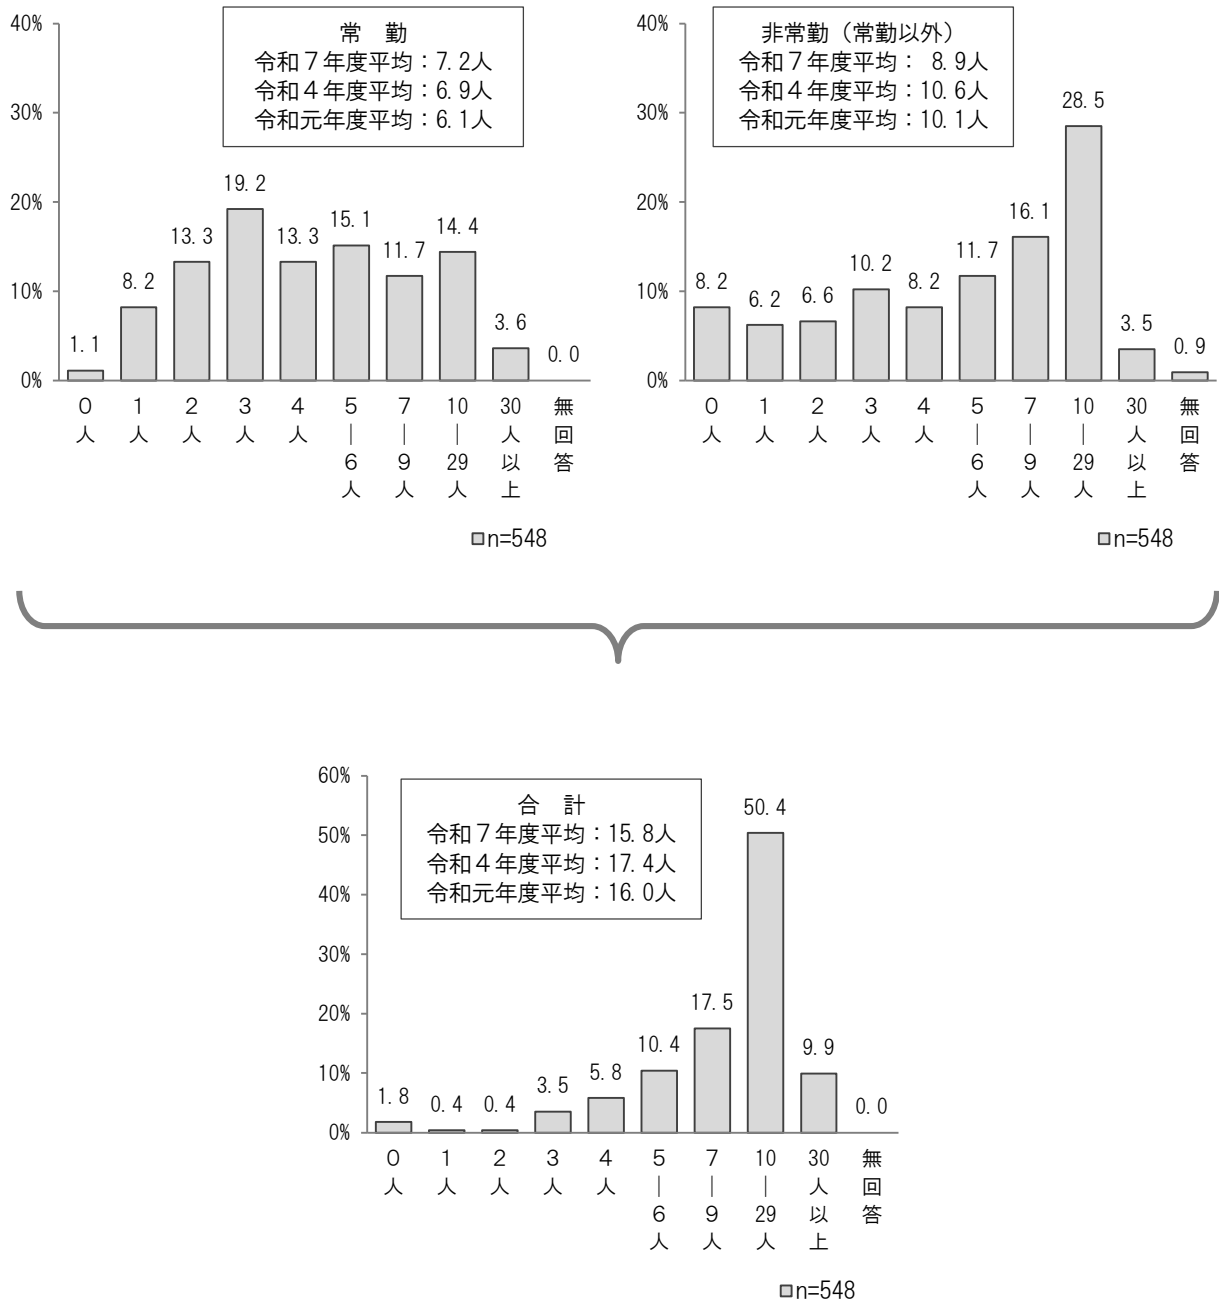 常　勤
令和７年度平均：7.2人
令和４年度平均：6.9人
令和元年度平均：6.1人
40%
30%
20%
10%
0%
1.1
8.2
13.3
19.2
13.3
15.1
11.7
14.4
3.6
0.0
０人
１人
２人
３人
４人
５｜６人
７｜９人
10｜29人
30人以上
無回答
n=548
非常勤（常勤以外）
令和７年度平均： 8.9人
令和４年度平均：10.6人
令和元年度平均：10.1人
40%
30%
20%
10%
0%
8.2
6.2
6.6
10.2
8.2
11.7
16.1
28.5
3.5
0.9
０人
１人
２人
３人
４人
５｜６人
７｜９人
10｜29人
30人以上
無回答
n=548
合　計
令和７年度平均：15.8人
令和４年度平均：17.4人
令和元年度平均：16.0人
60%
50%
40%
30%
20%
10%
0%
1.8
0.4
0.4
3.5
5.8
10.4
17.5
50.4
9.9
0.0
０人
１人
２人
３人
４人
５｜６人
７｜９人
10｜29人
30人以上
無回答
n=548